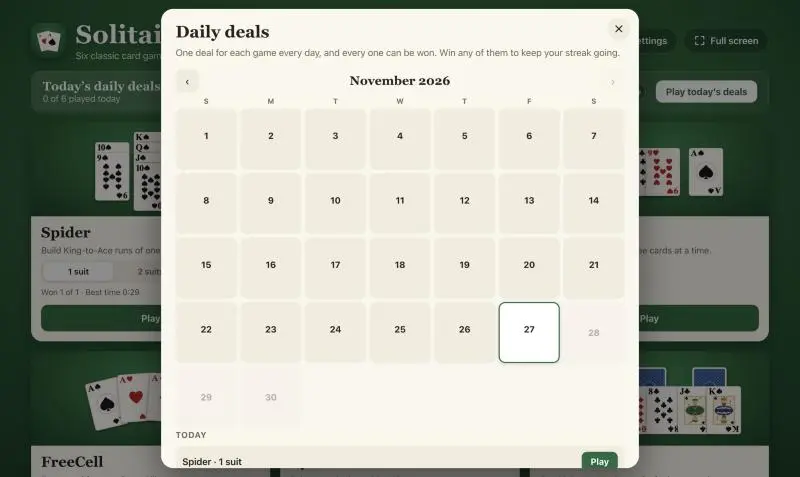 Daily deals
One deal for each game every day, and every one can be won. Win any of them to keep your streak going.
November 2026
S M T W T F S
1 2 3 4 5 6 7
8 9 10 11 12 13 14
15 16 17 18 19 20 21
22 23 24 25 26 27 28
29 30
TODAY
Spider · 1 suit
Play
Six classic card gam
ettings
Full screen
Today's daily deals
0 of 6 played today
Play today's deals
Spider
Build King-to-Ace runs of one
1 suit
2 suit
Won 1 of 1 · Best time 0:29
Play
e cards at a time.
Play
FreeCell